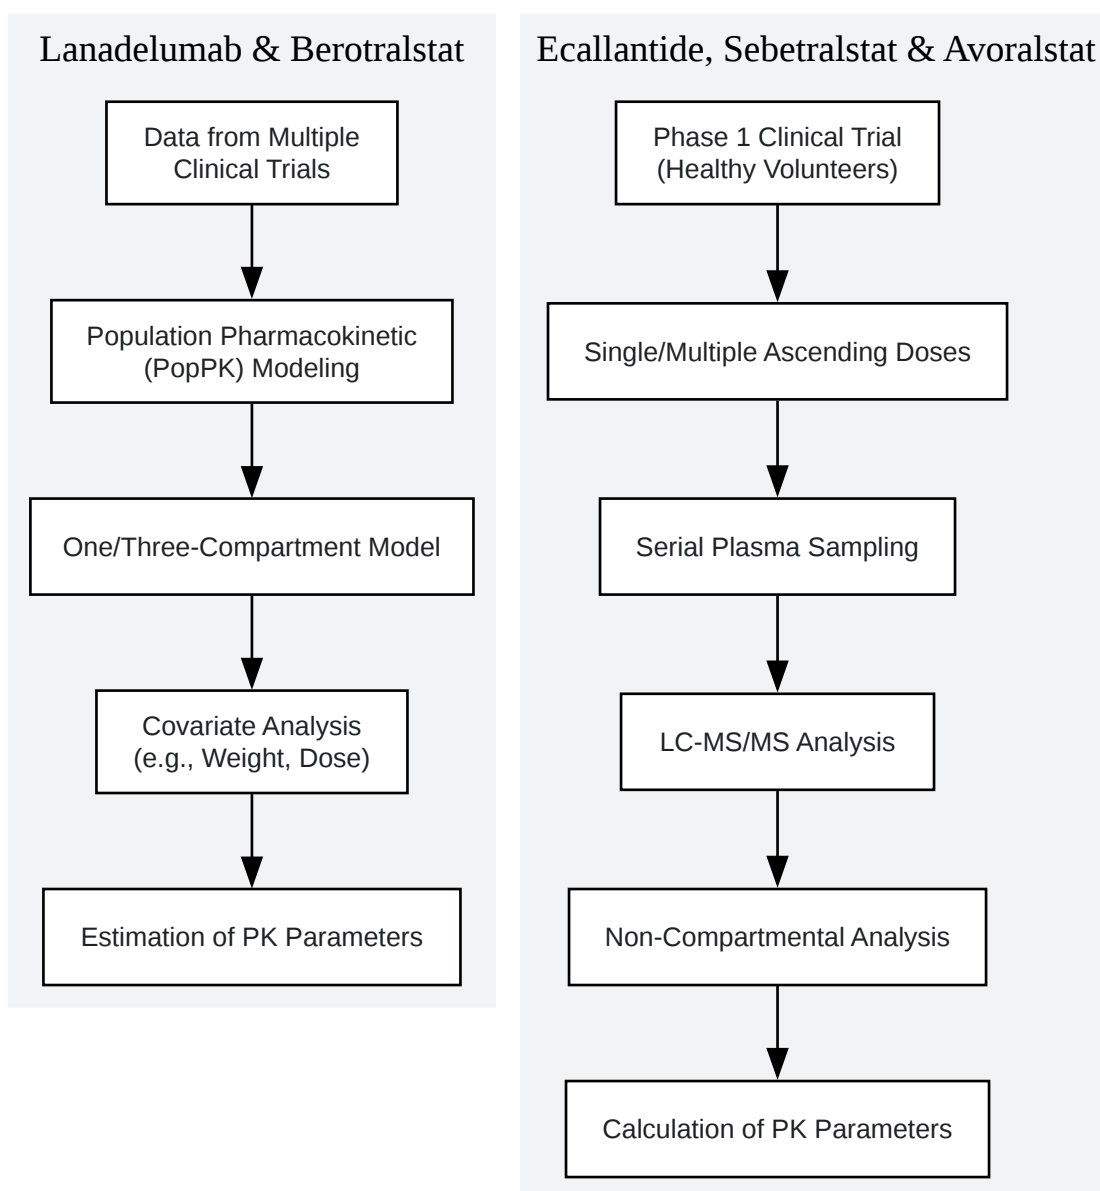 Lanadelumab & Berotralstat
Data from Multiple
Clinical Trials
Population Pharmacokinetic
(PopPK) Modeling
One/Three-Compartment Model
Covariate Analysis
(e.g., Weight, Dose)
Estimation of PK Parameters
Ecallantide, Sebetralstat & Avoralstat
Phase 1 Clinical Trial
(Healthy Volunteers)
Single/Multiple Ascending Doses
Serial Plasma Sampling
LC-MS/MS Analysis
Non-Compartmental Analysis
Calculation of PK Parameters